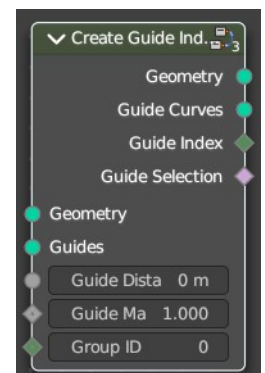 Create Guide Ind.
3
Geometry
Guide Curves
Guide Index
Guide Selection
Geometry
Guides
Guide Dista 0 m
Guide Ma 1.000
Group ID 0